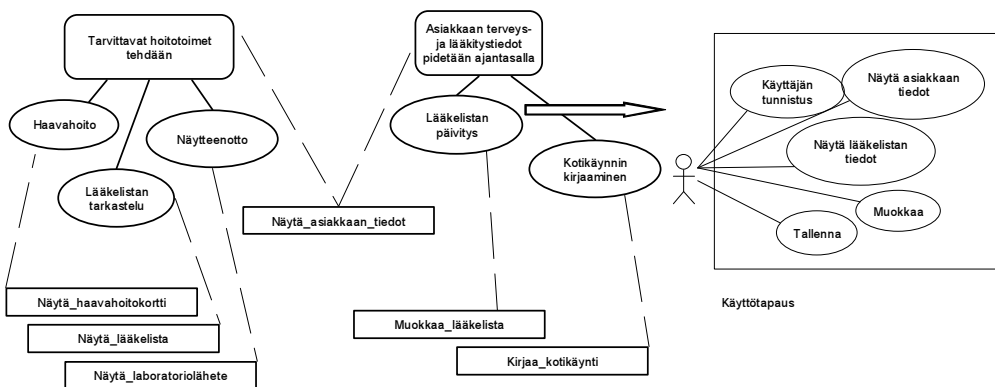 Tarvittavat hoitotoimet
tehdään
Haavahoito
Näytteenotto
Lääkelistan
tarkastelu
Näytä_haavahoitokortti
Näytä_lääkelista
Näytä_laboratoriolähete
Näytä_asiakkaan_tiedot
Asiakkaan terveys-
ja lääkitystiedot
pidetään ajantasalla
Lääkelistan
päivitys
Kotikäynnin
kirjaaminen
Muokkaa_lääkelista
Kirjaa_kotikäynti
Käyttäjän
tunnistus
Näytä asiakkaan
tiedot
Näytä lääkelistan
tiedot
Muokkaa
Tallenna
Käyttötapaus